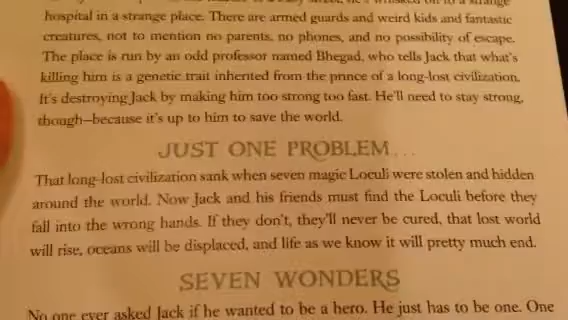 hospital in a strange place. There are armed guards and weird kids and fantastic
creatures, not to mention no parents, no phones, and no possibility of escape.
The place is run by an odd professor named Bhegad, who tells Jack that what's
killing him is a genetic trait inherited from the prince of a long-lost civilization.
It's destroying Jack by making him too strong too fast. He'll need to stay strong,
though—because it's up to him to save the world.
JUST ONE PROBLEM...
That long-lost civilization sank when seven magic Loculi were stolen and hidden
around the world. Now Jack and his friends must find the Loculi before they
fall into the wrong hands. If they don't, they'll never be cured, that lost world
will rise, oceans will be displaced, and life as we know it will pretty much end.
SEVEN WONDERS
No one ever asked Jack if he wanted to be a hero. He just has to be one. One